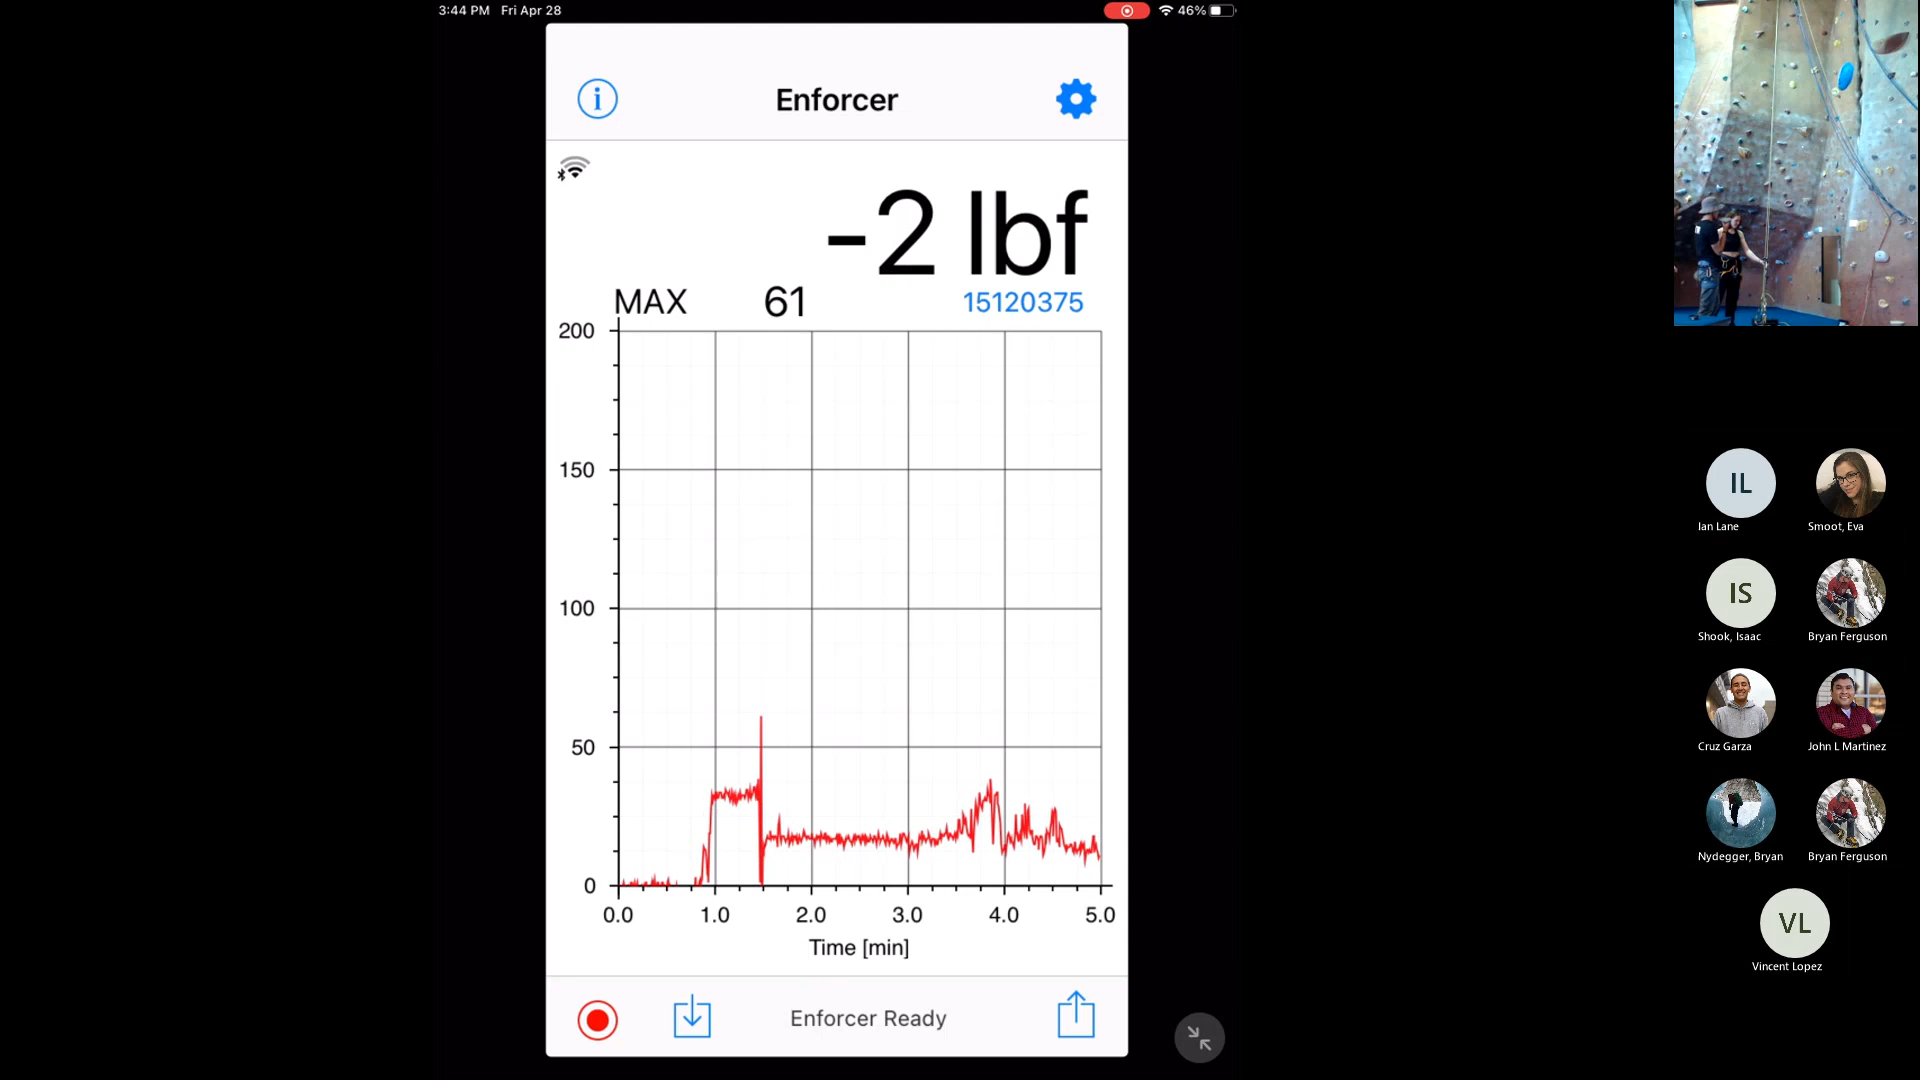 3:44 PM Fri Apr 28
46%
i
Enforcer
-2 lbf
MAX 61
15120375
200
150
100
50
0
0.0 1.0 2.0 3.0 4.0 5.0
Time [min]
Enforcer Ready
IL
Ian Lane
Smoot, Eva
IS
Shook, Isaac
Bryan Ferguson
Cruz Garza
John L Martinez
Nydegger, Bryan
Bryan Ferguson
VL
Vincent Lopez